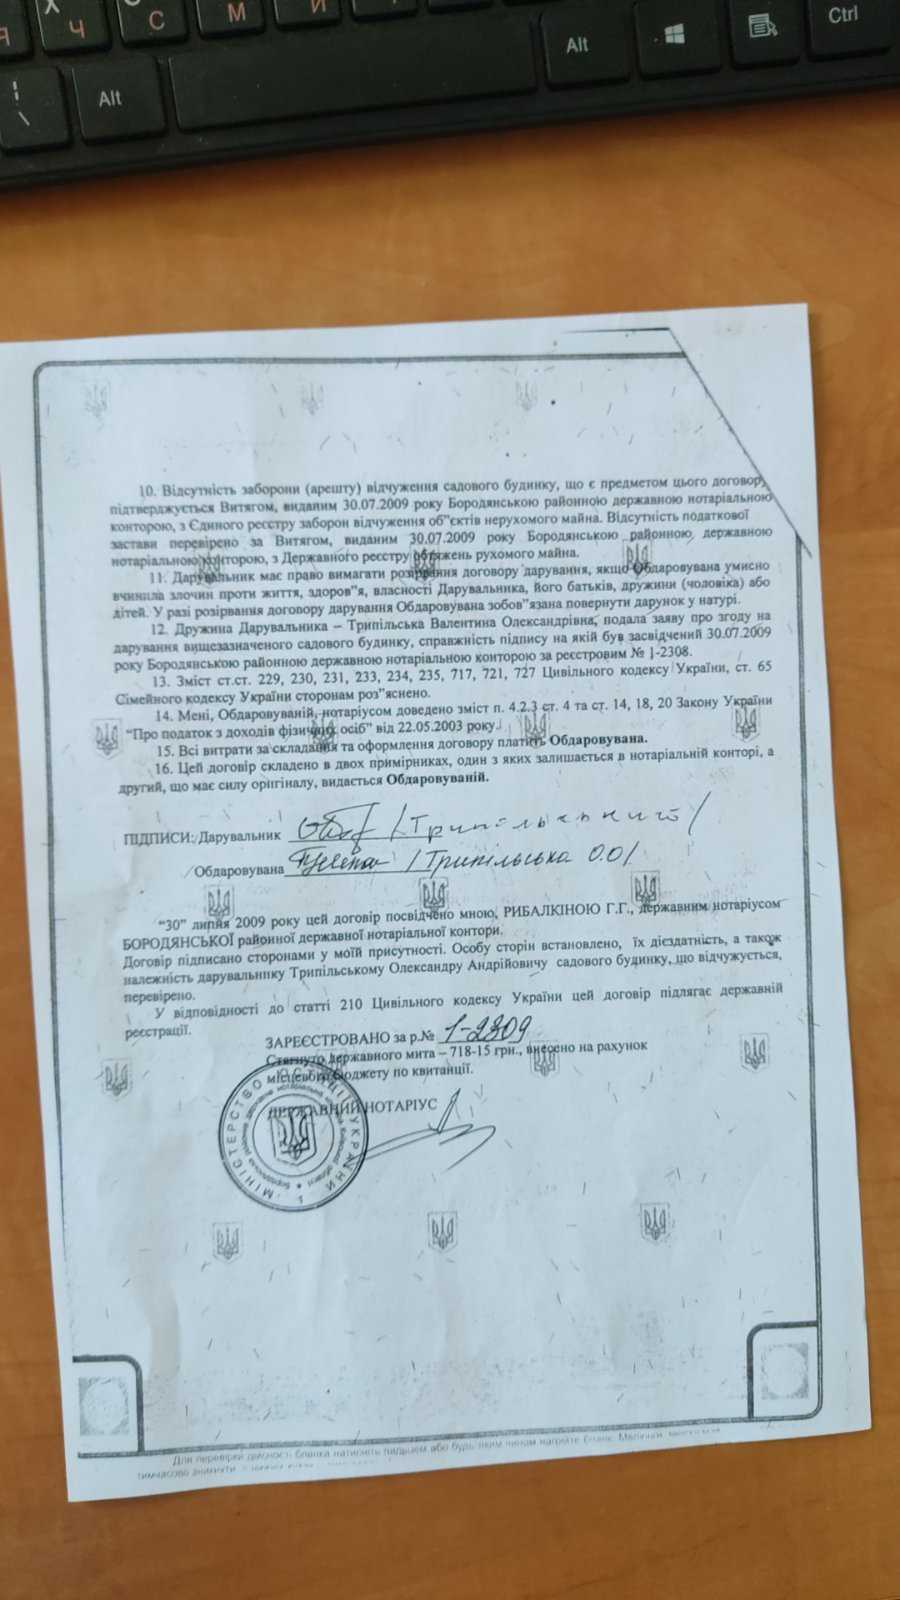 Ч С М И
Alt Alt Ctrl
10. Відсутність заборони (арешту) відчуження садового будинку, що є предметом цього договору,
підтверджується Витягом, виданим 30.07.2009 року Бородянською районною державною нотаріальною
конторою, з Єдиного реєстру заборон відчуження об"єктів нерухомого майна. Відсутність податкової
застави перевірено за Витягом, виданим 30.07.2009 року Бородянською районною державною
нотаріальною конторою, з Державного реєстру обтяжень рухомого майна.
11. Дарувальник має право вимагати розірвання договору дарування, якщо Обдаровувана умисно
вчинила злочин проти життя, здоров"я, власності Дарувальника, його батьків, дружини (чоловіка) або
дітей. У разі розірвання договору дарування Обдаровувана зобов"язана повернути дарунок у натурі.
12. Дружина Дарувальника – Трипільська Валентина Олександрівна, подала заяву про згоду на
дарування вищезазначеного садового будинку, справжність підпису на якій був засвідчений 30.07.2009
року Бородянською районною державною нотаріальною конторою за реєстровим № 1-2308.
13. Зміст ст.ст. 229, 230, 231, 233, 234, 235, 717, 721, 727 Цивільного кодексу України, ст. 65
Сімейного кодексу України сторонам роз"яснено.
14. Мені, Обдаровуваній, нотаріусом доведено зміст п. 4.2.3 ст. 4 та ст. 14, 18, 20 Закону України
"Про податок з доходів фізичних осіб" від 22.05.2003 року.
15. Всі витрати за складання та оформлення договору платить Обдаровувана.
16. Цей договір складено в двох примірниках, один з яких залишається в нотаріальній конторі, а
другий, що має силу оригіналу, видається Обдаровуваній.
ПІДПИСИ: Дарувальник /Трипільський/
Обдаровувана /Трипільська О.О/
"30" липня 2009 року цей договір посвідчено мною, РИБАЛКІНОЮ Г.Г., державним нотаріусом
БОРОДЯНСЬКОЇ районної державної нотаріальної контори.
Договір підписано сторонами у моїй присутності. Особу сторін встановлено, їх дієздатність, а також
належність дарувальнику Трипільському Олександру Андрійовичу садового будинку, що відчужується,
перевірено.
У відповідності до статті 210 Цивільного кодексу України цей договір підлягає державній
реєстрації.
ЗАРЕЄСТРОВАНО за р.№ 1-2309
Стягнуто державного мита – 718-15 грн., внесено на рахунок
місцевого бюджету по квитанції.
ДЕРЖАВНИЙ НОТАРІУС
МІНІСТЕРСТВО ЮСТИЦІЇ УКРАЇНИ
1
Для перевірки дійсності бланка натисніть пальцем або будь яким чином нагрійте бланк.
тимчасово зникнути